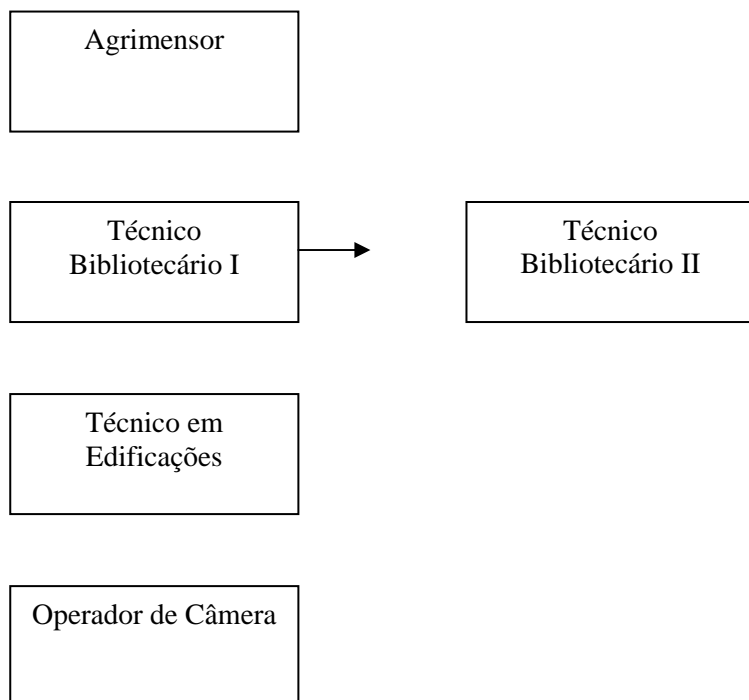 Agrimensor
Técnico
Bibliotecário I
Técnico
Bibliotecário II
Técnico em
Edificações
Operador de Câmera